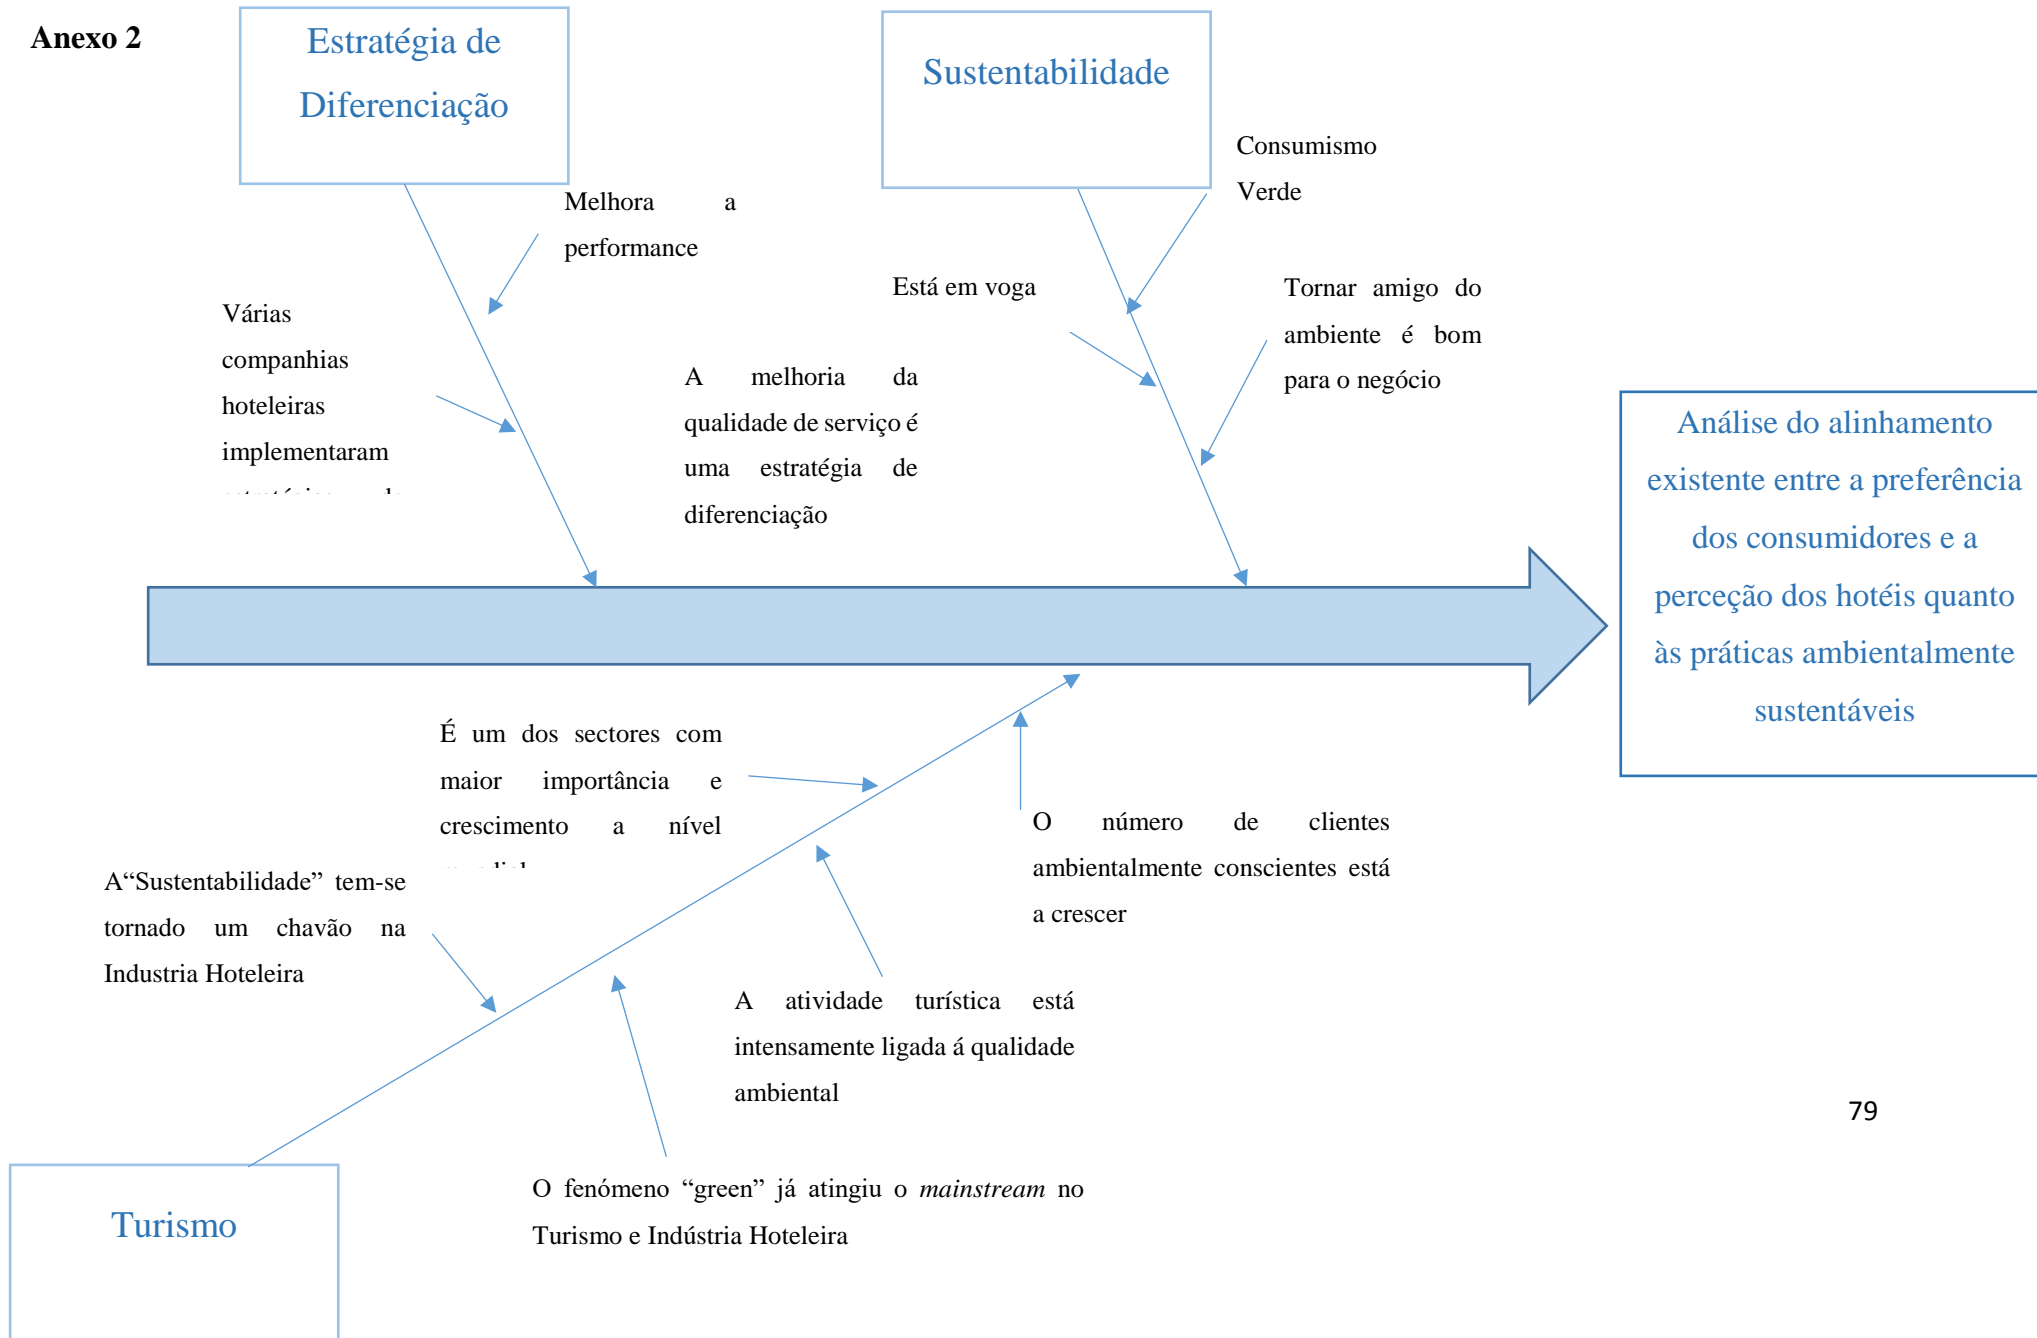 Anexo 2
Estratégia de
Diferenciação
Sustentabilidade
Consumismo
Verde
Melhora a
performance
Está em voga
Tornar amigo do
ambiente é bom
para o negócio
Várias
companhias
hoteleiras
implementaram
A melhoria da
qualidade de serviço é
uma estratégia de
diferenciação
Análise do alinhamento
existente entre a preferência
dos consumidores e a
perceção dos hotéis quanto
às práticas ambientalmente
sustentáveis
É um dos sectores com
maior importância e
crescimento a nível
O número de clientes
ambientalmente conscientes está
a crescer
A“Sustentabilidade” tem-se
tornado um chavão na
Industria Hoteleira
A atividade turística está
intensamente ligada á qualidade
ambiental
79
O fenómeno “green” já atingiu o mainstream no
Turismo e Indústria Hoteleira
Turismo